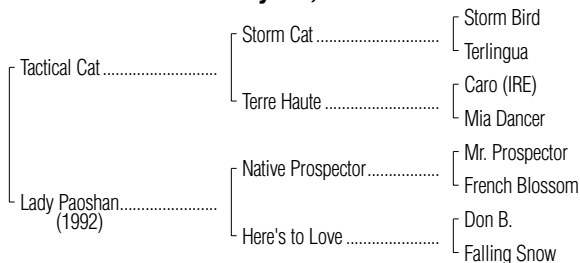 Storm Bird
Storm Cat ..........................
Terlingua
Tactical Cat ........................
Caro (IRE)
Terre Haute ........................
Mia Dancer
Mr. Prospector
Native Prospector.................
French Blossom
Lady Paoshan.....................
(1992)
Don B.
Here's to Love ....................
Falling Snow